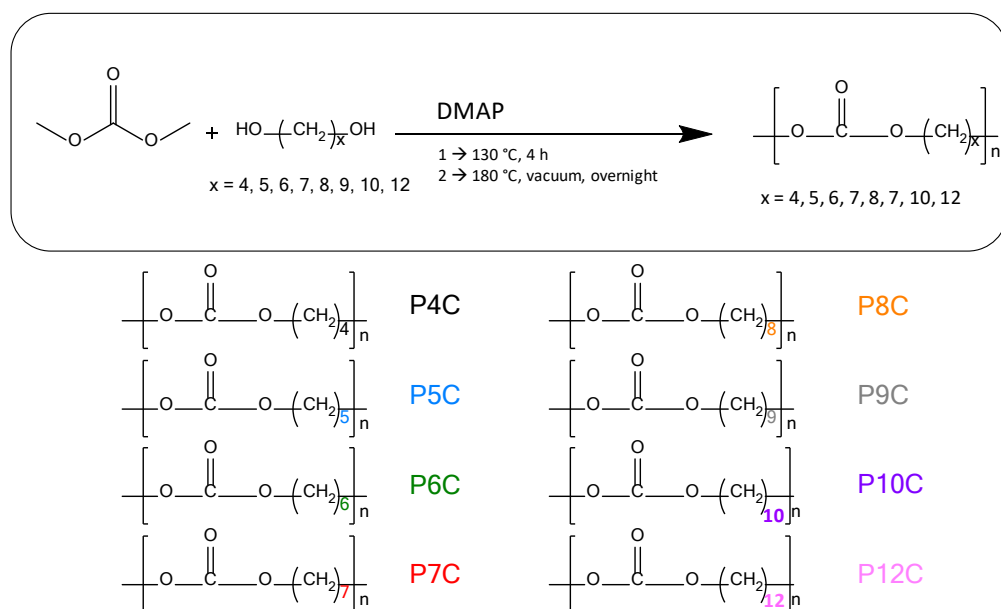 O
O O + HO—(CH2)x—OH DMAP O—C—O—(CH2)x n
1 → 130 °C, 4 h
2 → 180 °C, vacuum, overnight
x = 4, 5, 6, 7, 8, 9, 10, 12
x = 4, 5, 6, 7, 8, 7, 10, 12
O
O—C—O—(CH2)4 n P4C
O
O—C—O—(CH2)8 n P8C
O
O—C—O—(CH2)5 n P5C
O
O—C—O—(CH2)9 n P9C
O
O—C—O—(CH2)6 n P6C
O
O—C—O—(CH2)10 n P10C
O
O—C—O—(CH2)7 n P7C
O
O—C—O—(CH2)12 n P12C